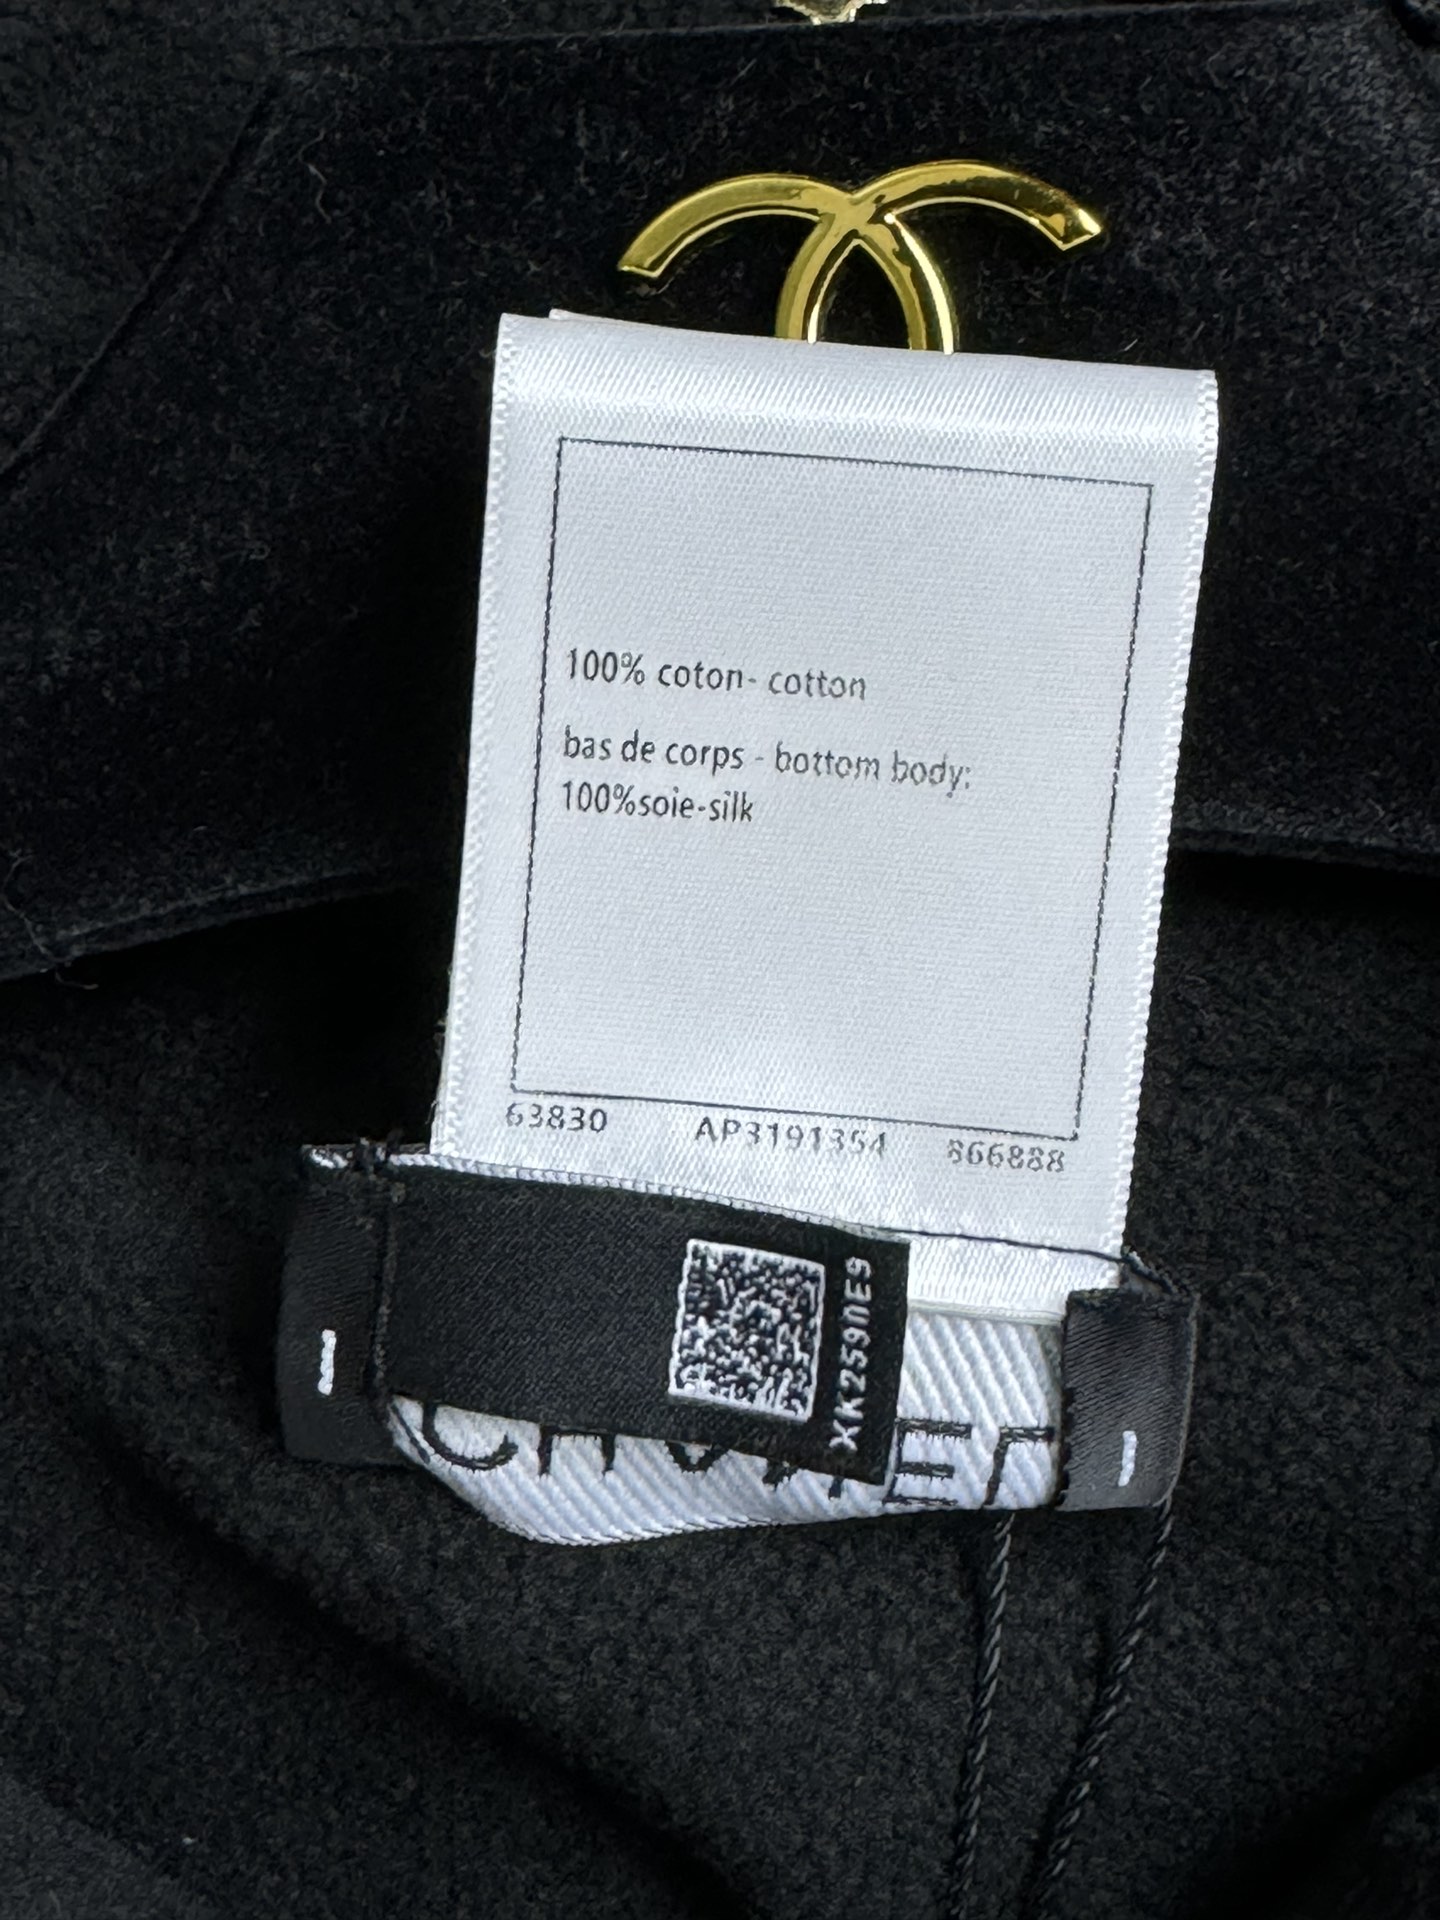 100% coton- cotton
bas de corps - bottom body:
100%soie-silk
63830 AP3191354 866888
XK259NE9